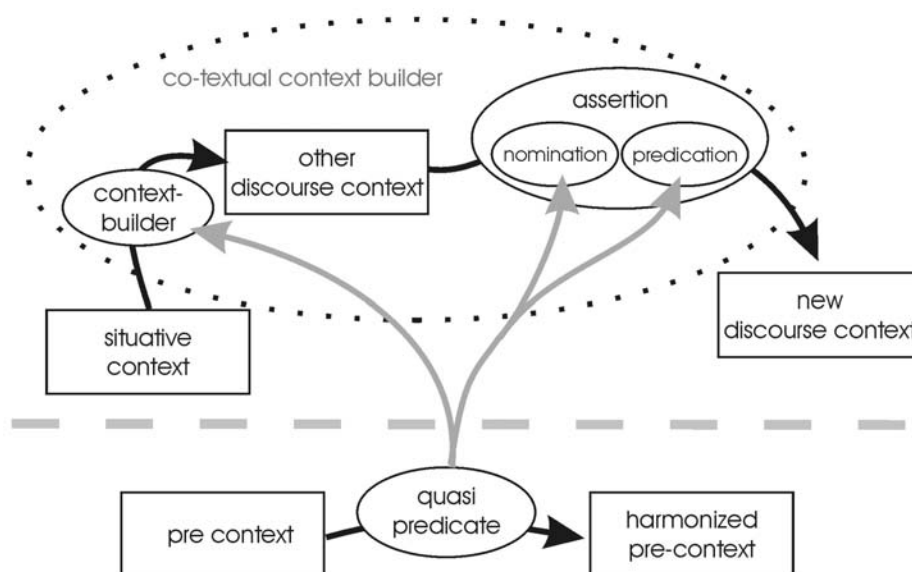 co-textual context builder
assertion
nomination
predication
other
discourse context
context-
builder
situative
context
new
discourse context
quasi
predicate
pre context
harmonized
pre-context